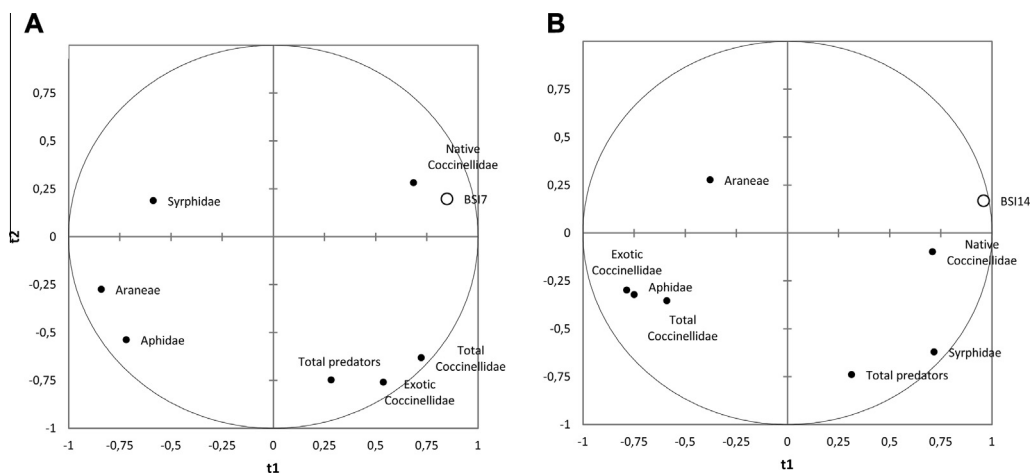 A
0,75
0,5
0,25
0
-0,25
-0,5
-0,75
-1
t2
Native
Coccinellidae
BSI7
Syrphidae
Araneae
Aphidae
Total predators
Total
Coccinellidae
Exotic
Coccinellidae
-1 -0,75 -0,5 -0,25 0 0,25 0,5 0,75 1
t1
B
0,75
0,5
0,25
0
-0,25
-0,5
-0,75
-1
Araneae
BSI14
Native
Coccinellidae
Exotic
Coccinellidae
Aphidae
Total
Coccinellidae
Syrphidae
Total predators
-1 -0,75 -0,5 -0,25 0 0,25 0,5 0,75 1
t1